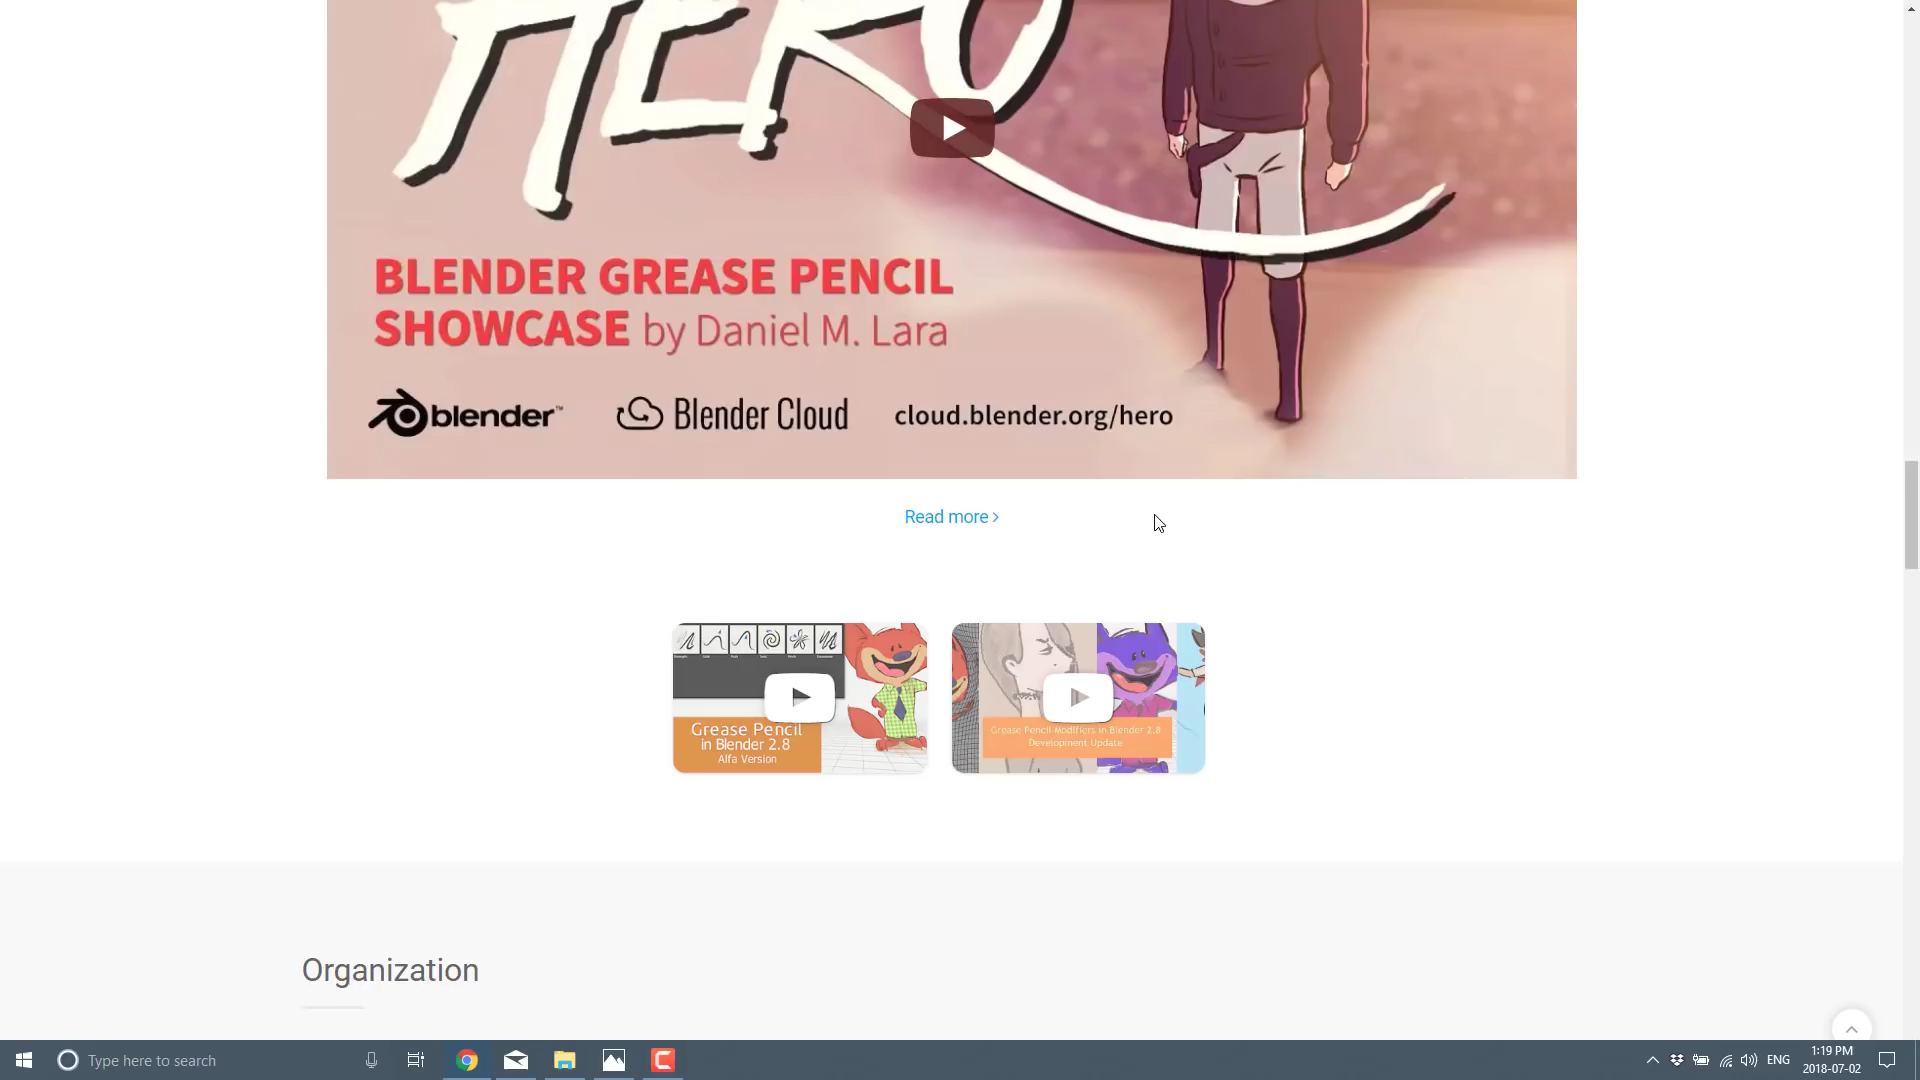 HERO
BLENDER GREASE PENCIL
SHOWCASE by Daniel M. Lara
blender™
Blender Cloud
cloud.blender.org/hero
Read more ›
Grease Pencil
in Blender 2.8
Alfa Version
Grease Pencil Modifiers in Blender 2.8
Development Update
Organization
Type here to search
ENG
1:19 PM
2018-07-02